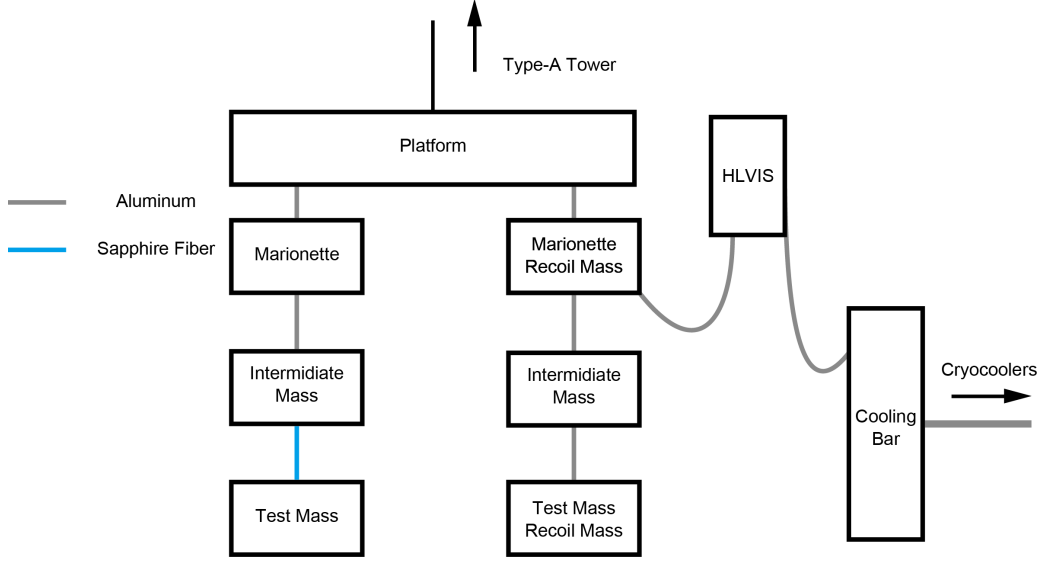 Type-A Tower
Platform
HLVIS
Aluminum
Sapphire Fiber
Marionette
Marionette
Recoil Mass
Intermidiate
Mass
Intermidiate
Mass
Cryocoolers
Cooling
Bar
Test Mass
Test Mass
Recoil Mass